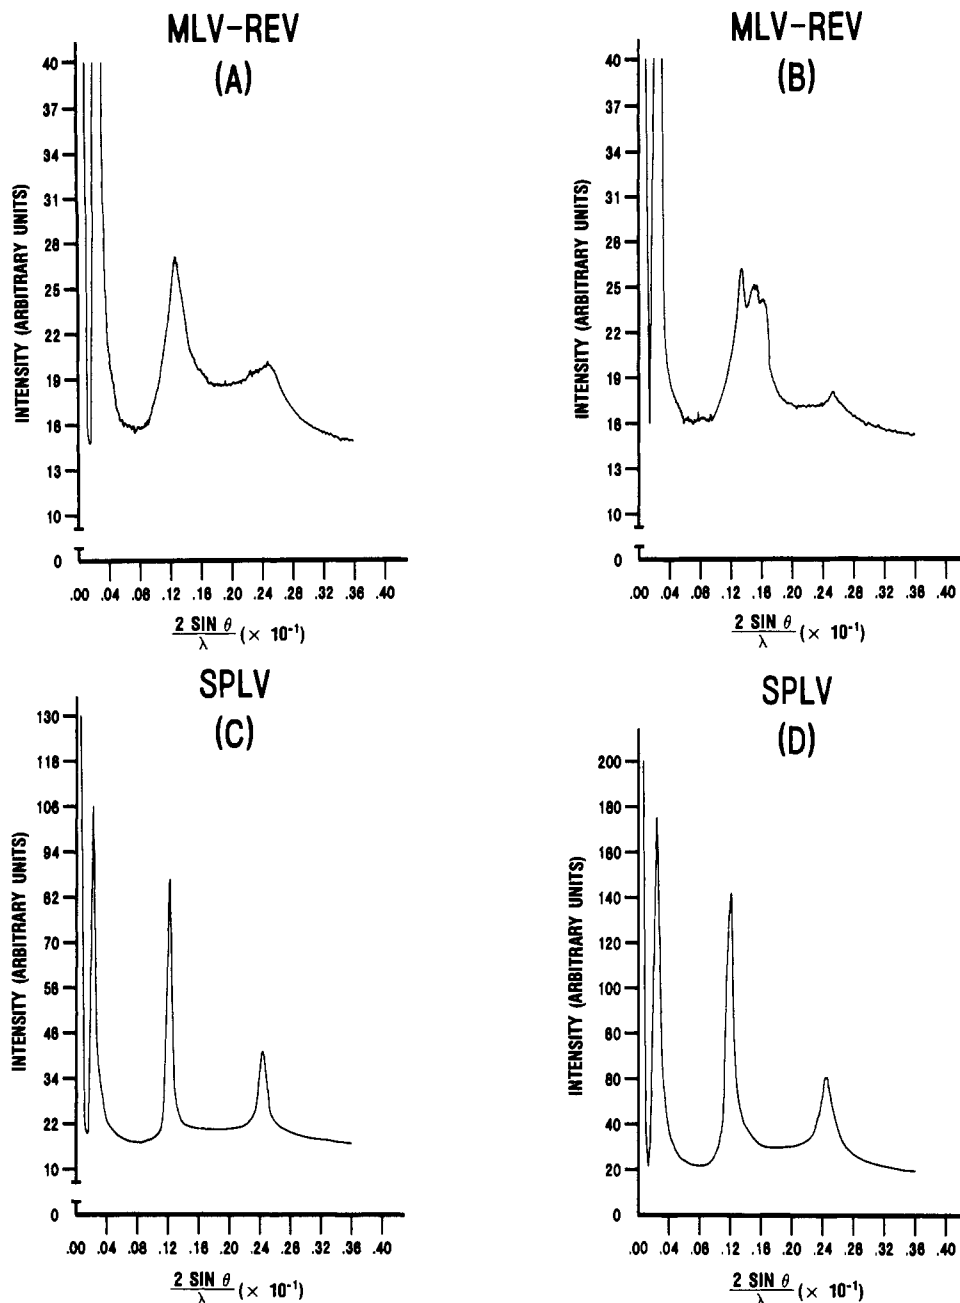 MLV-REV
(A)
INTENSITY (ARBITRARY UNITS)
40
37
34
31
28
25
22
19
16
13
10
0
.00 .04 .08 .12 .16 .20 .24 .28 .32 .36 .40
2 SIN θ
λ (× 10⁻¹)
MLV-REV
(B)
INTENSITY (ARBITRARY UNITS)
40
37
34
31
28
25
22
19
16
13
10
0
.00 .04 .08 .12 .16 .20 .24 .28 .32 .36 .40
2 SIN θ
λ (× 10⁻¹)
SPLV
(C)
INTENSITY (ARBITRARY UNITS)
130
118
106
94
82
70
58
46
34
22
10
0
.00 .04 .08 .12 .16 .20 .24 .28 .32 .36 .40
2 SIN θ
λ (× 10⁻¹)
SPLV
(D)
INTENSITY (ARBITRARY UNITS)
200
180
160
140
120
100
80
60
40
20
0
.00 .04 .08 .12 .16 .20 .24 .28 .32 .36 .40
2 SIN θ
λ (× 10⁻¹)